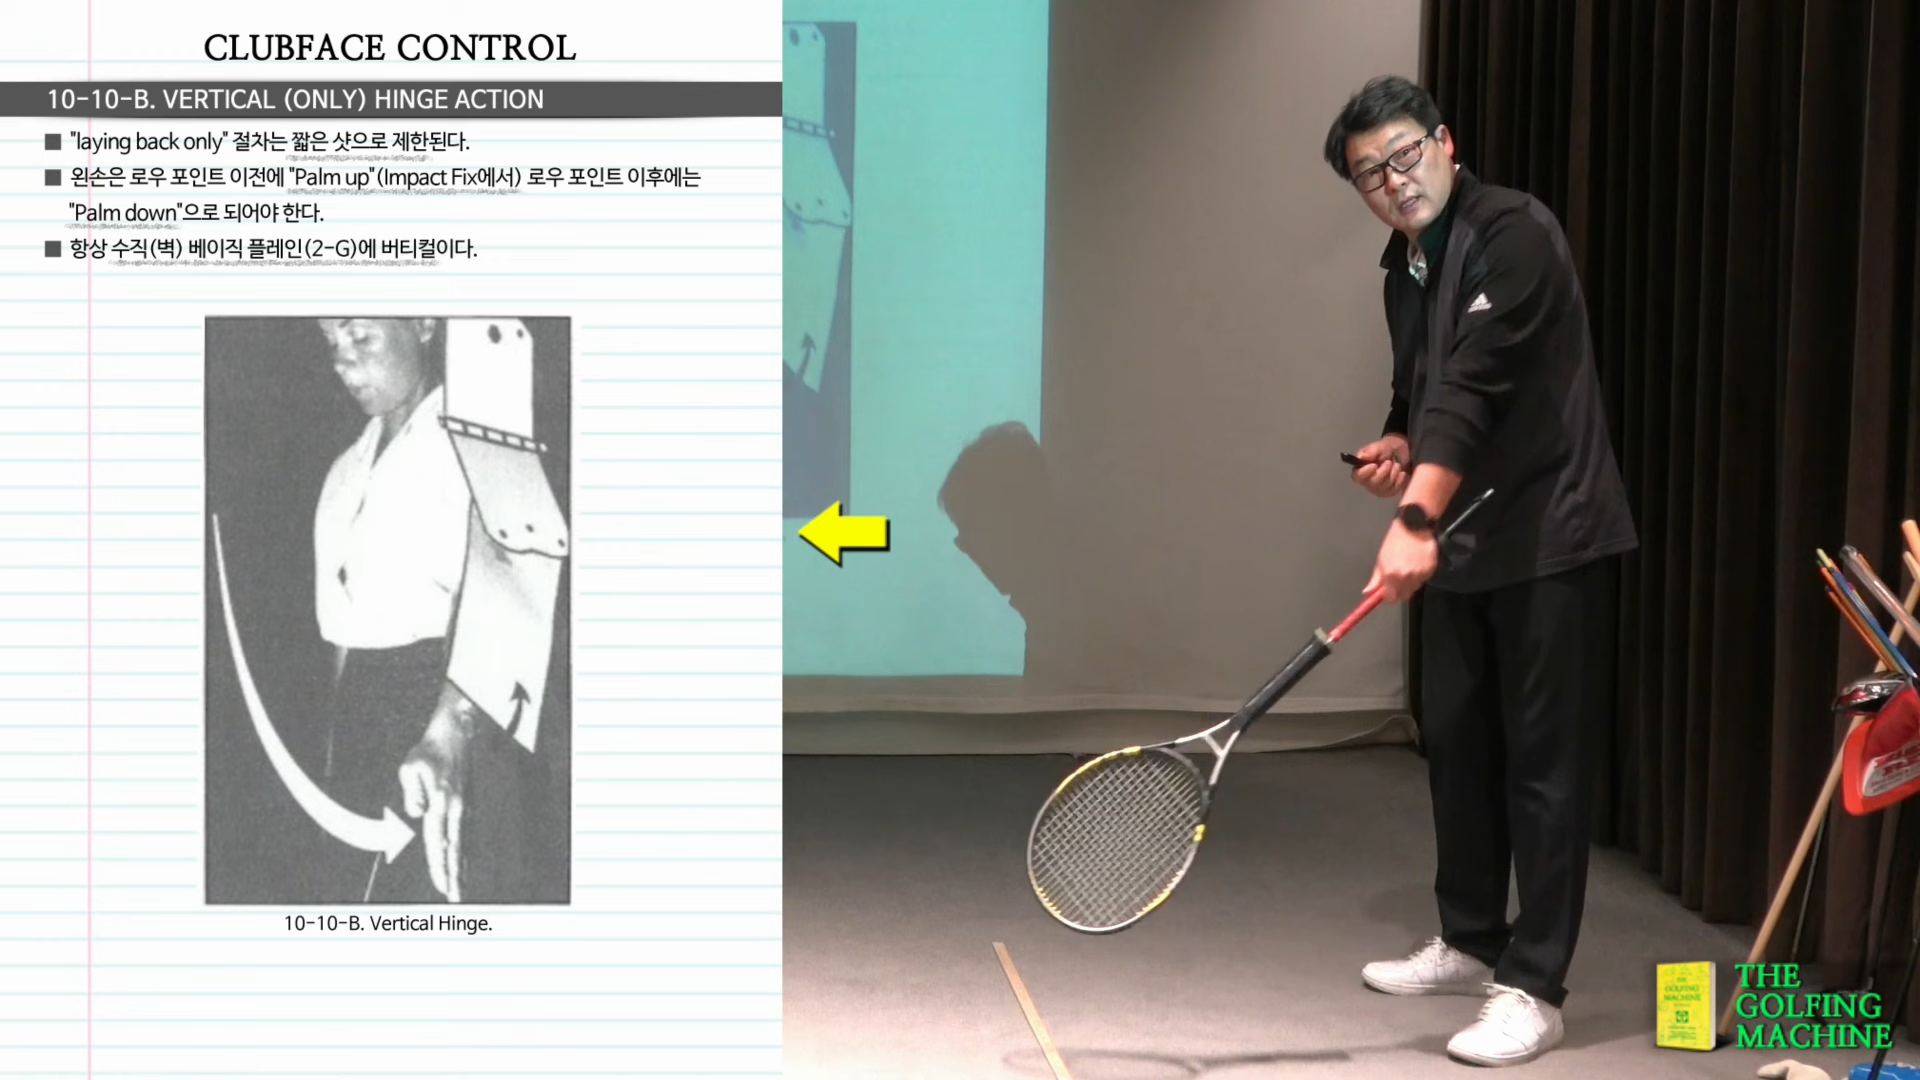 CLUBFACE CONTROL
10-10-B. VERTICAL (ONLY) HINGE ACTION
■ "laying back only" 절차는 짧은 샷으로 제한된다.
■ 왼손은 로우 포인트 이전에 "Palm up"(Impact Fix에서) 로우 포인트 이후에는
"Palm down"으로 되어야 한다.
■ 항상 수직(벽) 베이직 플레인(2-G)에 버티컬이다.
10-10-B. Vertical Hinge.
THE
GOLFING
MACHINE